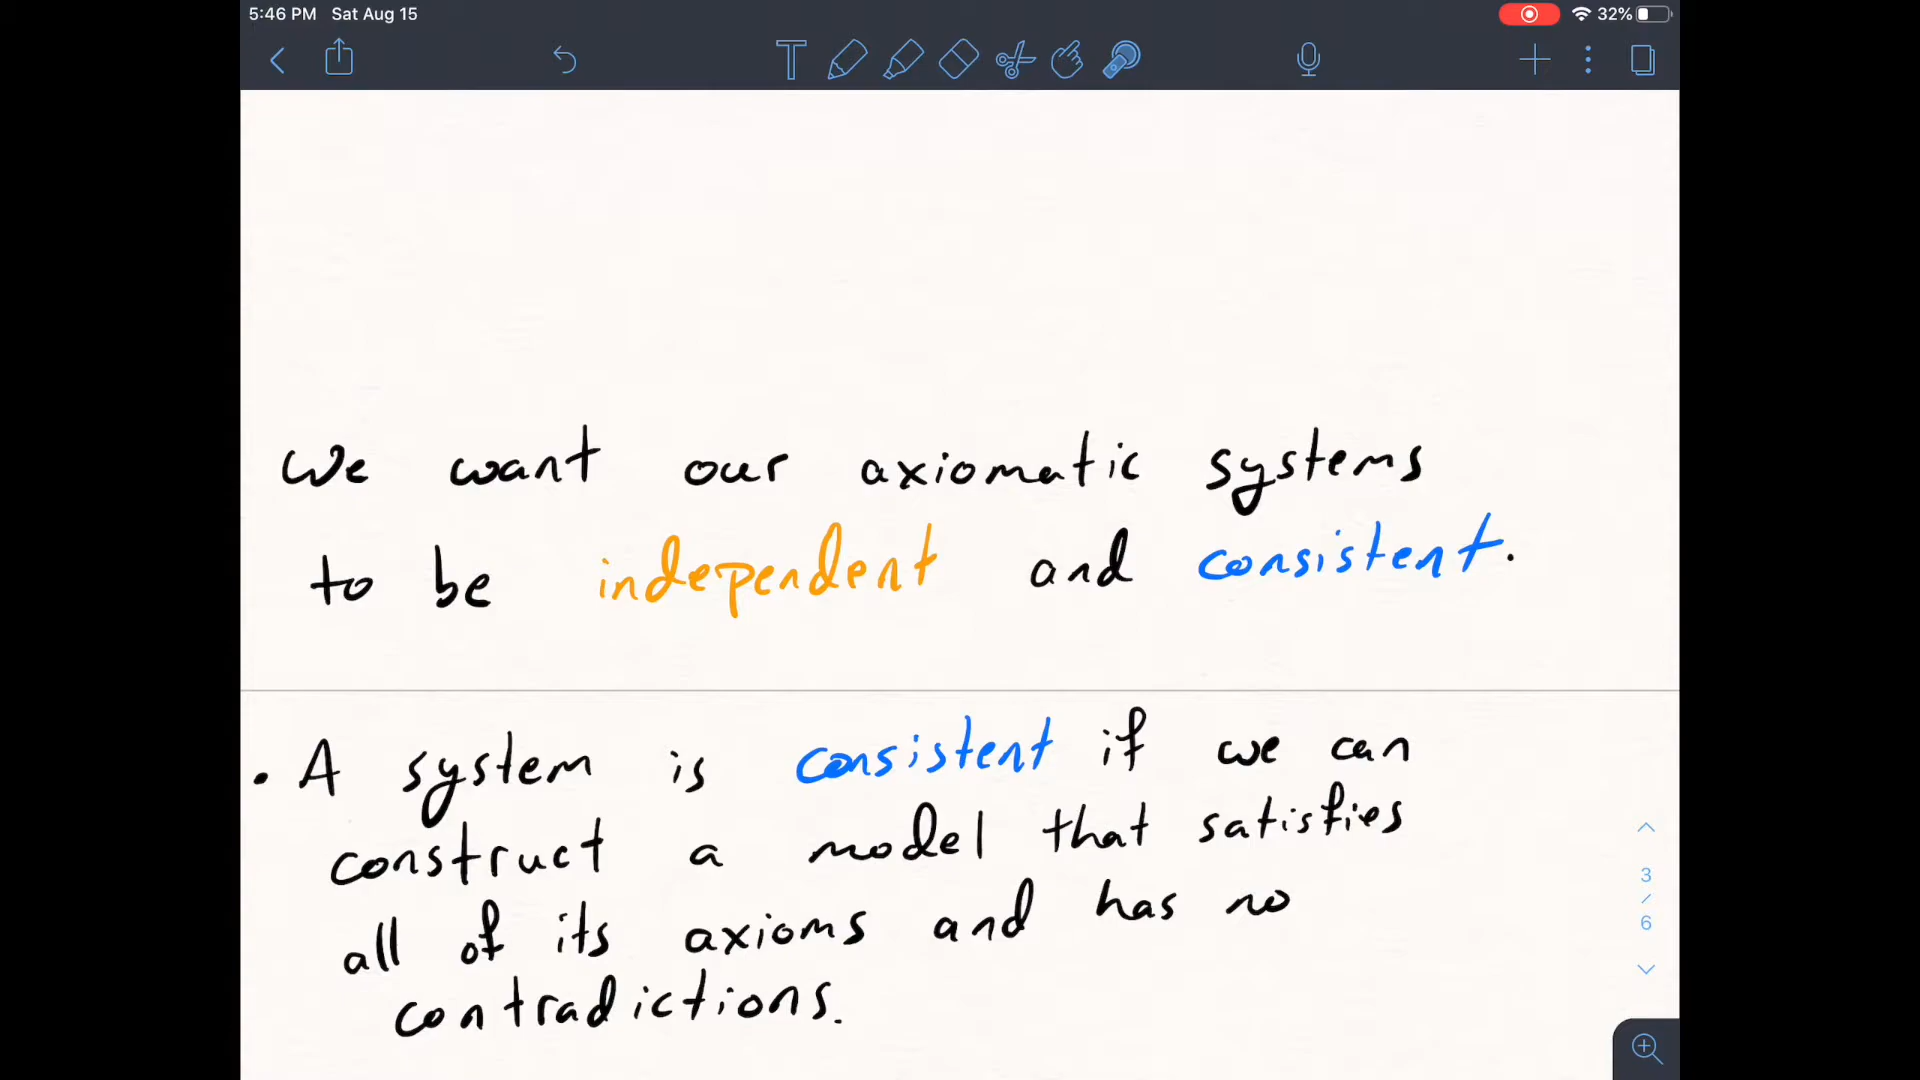 5:46 PM Sat Aug 15
32%
We want our axiomatic systems
to be independent and consistent.
• A system is consistent if we can
construct a model that satisfies
all of its axioms and has no
contradictions.
3
/
6